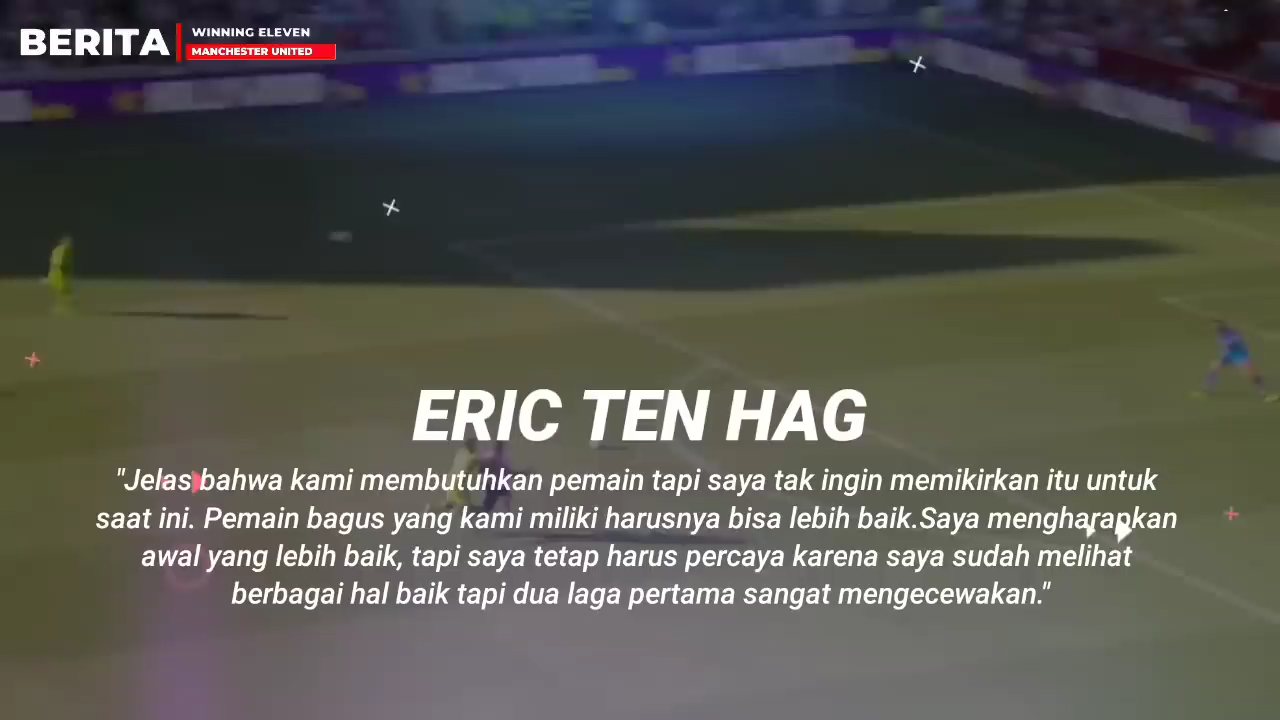 BERITA
WINNING ELEVEN
MANCHESTER UNITED
ERIC TEN HAG
"Jelas bahwa kami membutuhkan pemain tapi saya tak ingin memikirkan itu untuk
saat ini. Pemain bagus yang kami miliki harusnya bisa lebih baik.Saya mengharapkan
awal yang lebih baik, tapi saya tetap harus percaya karena saya sudah melihat
berbagai hal baik tapi dua laga pertama sangat mengecewakan."